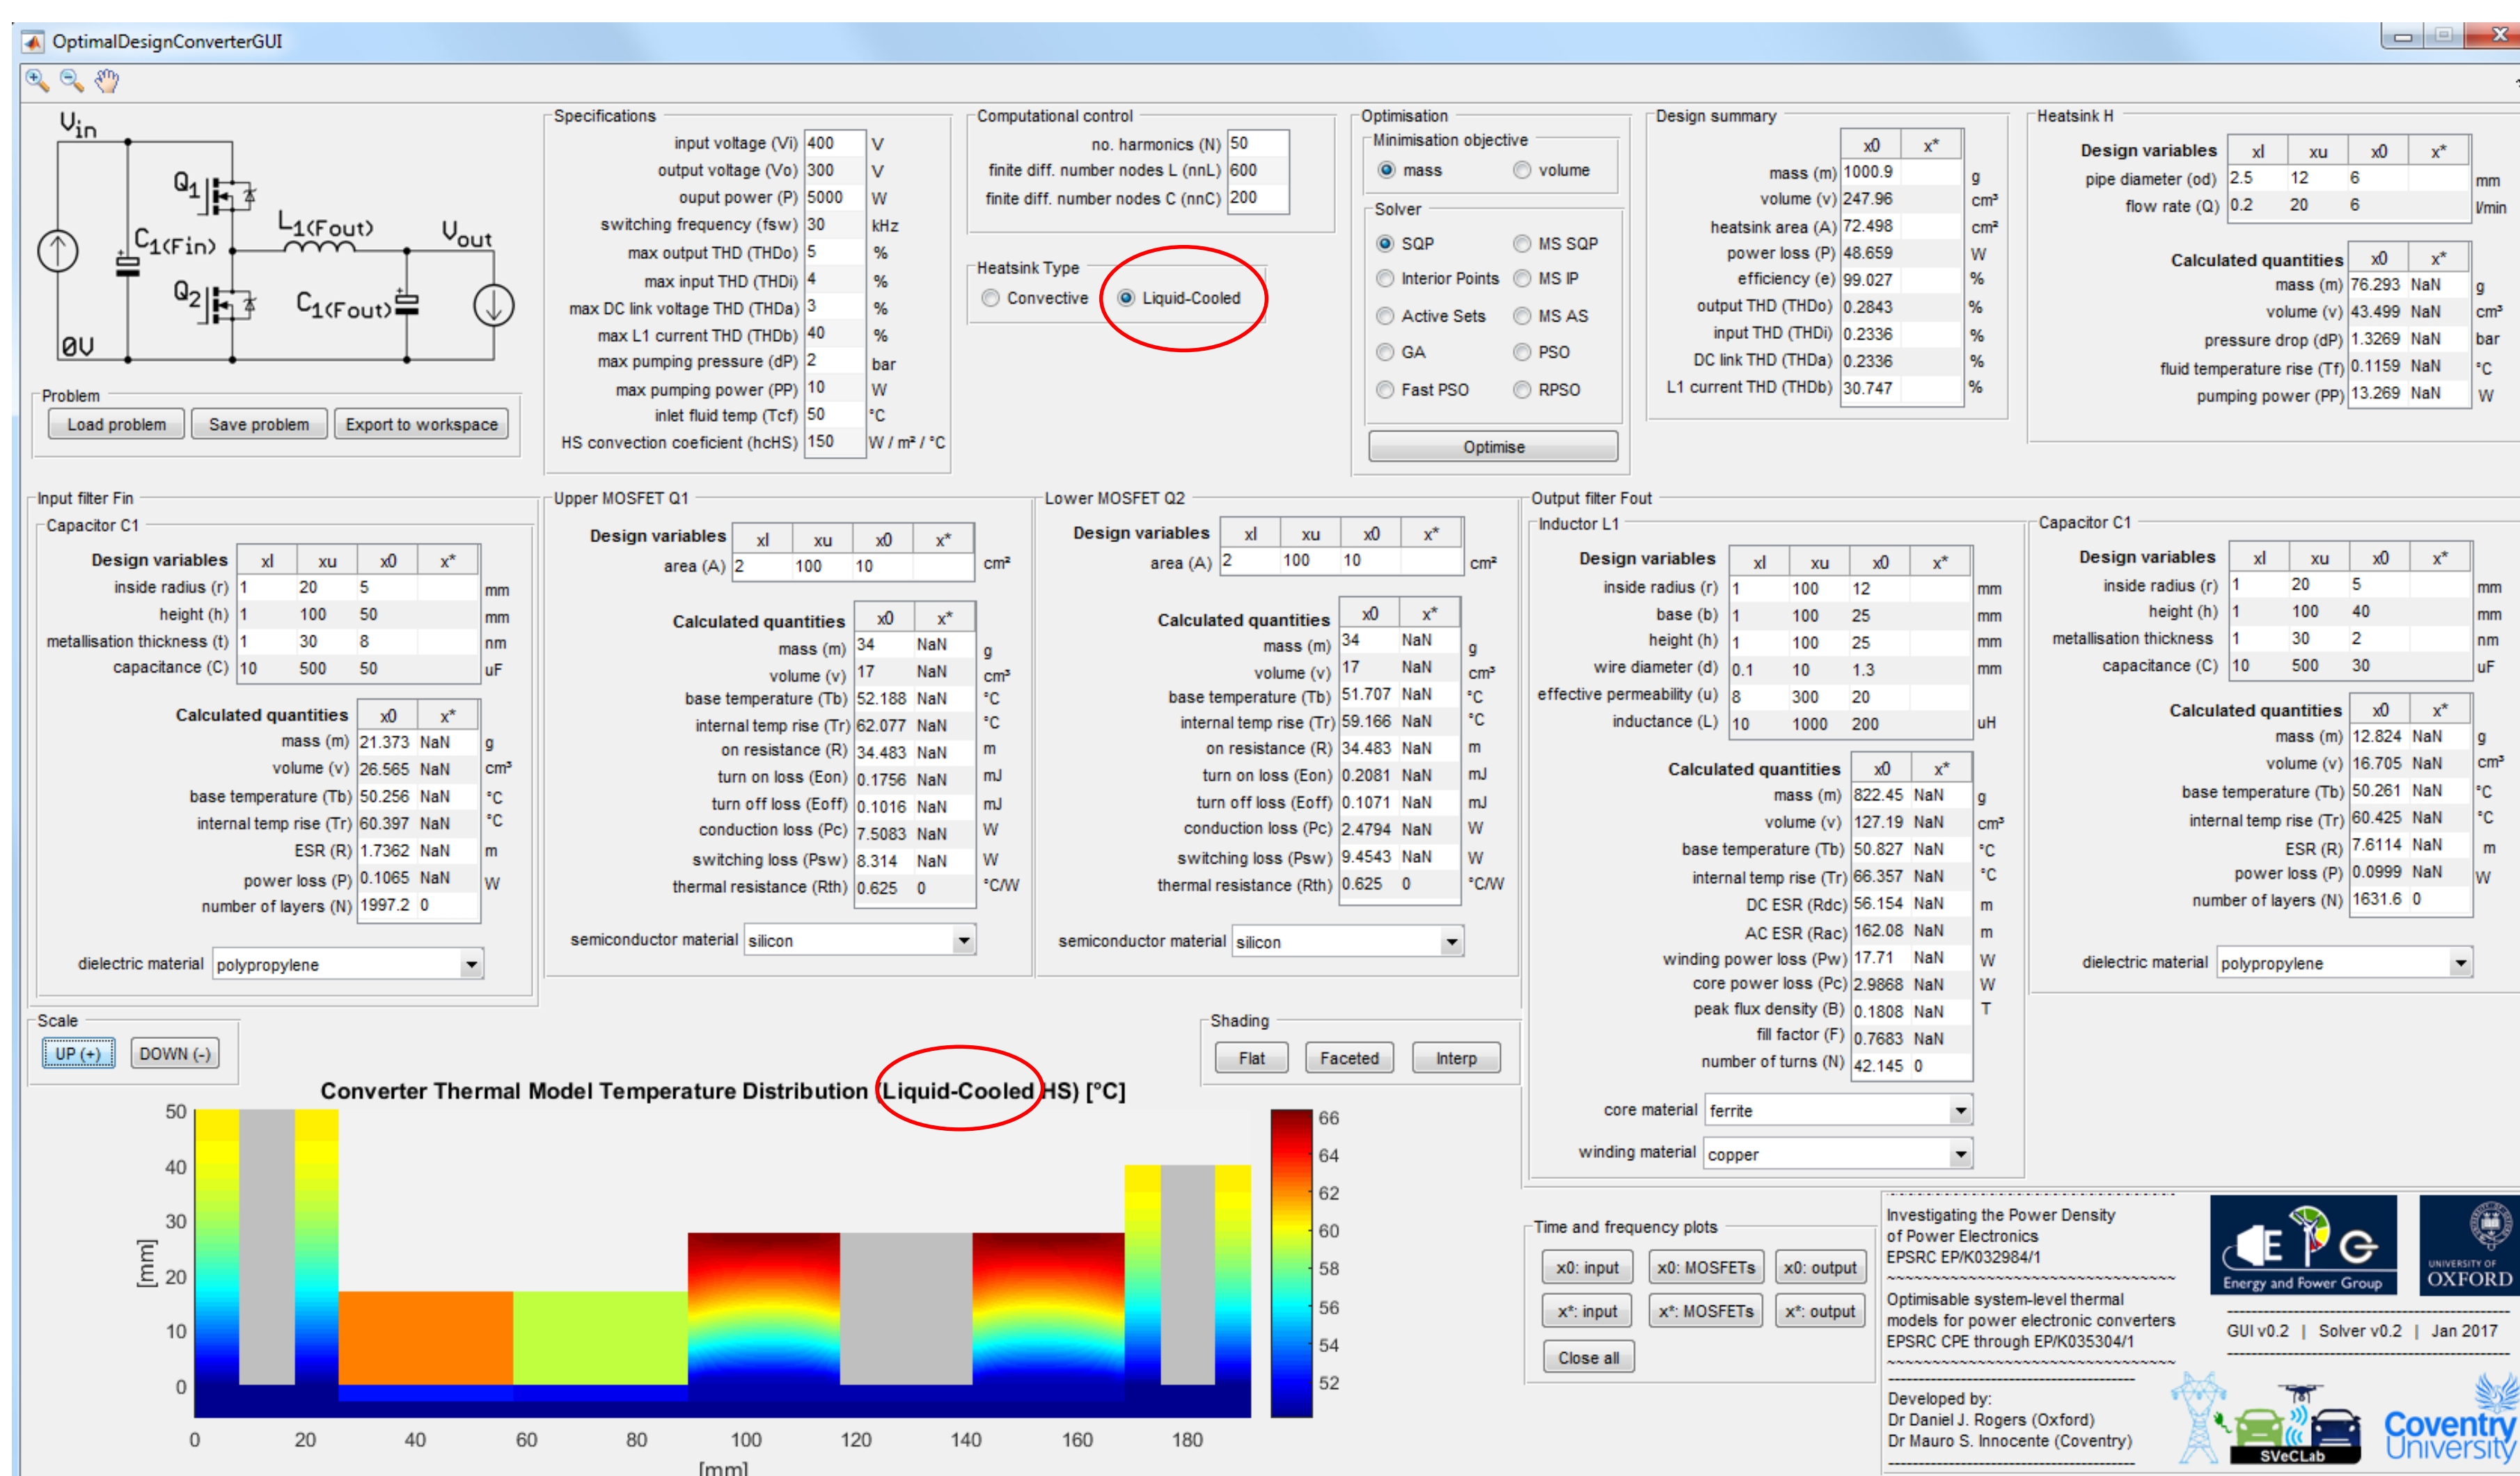 OptimalDesignConverterGUI
Vin
Q1
L1(Fout)
Vout
C1(Fin)
Q2
C1(Fout)
0V
Problem
Load problem Save problem Export to workspace
Specifications
input voltage (Vi) 400 V
output voltage (Vo) 300 V
ouput power (P) 5000 W
switching frequency (fsw) 30 kHz
max output THD (THDo) 5 %
max input THD (THDi) 4 %
max DC link voltage THD (THDa) 3 %
max L1 current THD (THDb) 40 %
max pumping pressure (dP) 2 bar
max pumping power (PP) 10 W
inlet fluid temp (Tcf) 50 °C
HS convection coeficient (hcHS) 150 W / m² / °C
Computational control
no. harmonics (N) 50
finite diff. number nodes L (nnL) 600
finite diff. number nodes C (nnC) 200
Heatsink Type
Convective Liquid-Cooled
Optimisation
Minimisation objective
mass volume
Solver
SQP MS SQP
Interior Points MS IP
Active Sets MS AS
GA PSO
Fast PSO RPSO
Optimise
Design summary
x0 x*
mass (m) 1000.9 g
volume (v) 247.96 cm³
heatsink area (A) 72.498 cm²
power loss (P) 48.659 W
efficiency (e) 99.027 %
output THD (THDo) 0.2843 %
input THD (THDi) 0.2336 %
DC link THD (THDa) 0.2336 %
L1 current THD (THDb) 30.747 %
Heatsink H
Design variables xl xu x0 x*
pipe diameter (od) 2.5 12 6 mm
flow rate (Q) 0.2 20 6 l/min
Calculated quantities x0 x*
mass (m) 76.293 NaN g
volume (v) 43.499 NaN cm³
pressure drop (dP) 1.3269 NaN bar
fluid temperature rise (Tf) 0.1159 NaN °C
pumping power (PP) 13.269 NaN W
Input filter Fin
Capacitor C1
Design variables xl xu x0 x*
inside radius (r) 1 20 5 mm
height (h) 1 100 50 mm
metallisation thickness (t) 1 30 8 nm
capacitance (C) 10 500 50 uF
Calculated quantities x0 x*
mass (m) 21.373 NaN g
volume (v) 26.565 NaN cm³
base temperature (Tb) 50.256 NaN °C
internal temp rise (Tr) 60.397 NaN °C
ESR (R) 1.7362 NaN m
power loss (P) 0.1065 NaN W
number of layers (N) 1997.2 0
dielectric material polypropylene
Upper MOSFET Q1
Design variables xl xu x0 x*
area (A) 2 100 10 cm²
Calculated quantities x0 x*
mass (m) 34 NaN g
volume (v) 17 NaN cm³
base temperature (Tb) 52.188 NaN °C
internal temp rise (Tr) 62.077 NaN °C
on resistance (R) 34.483 NaN m
turn on loss (Eon) 0.1756 NaN mJ
turn off loss (Eoff) 0.1016 NaN mJ
conduction loss (Pc) 7.5083 NaN W
switching loss (Psw) 8.314 NaN W
thermal resistance (Rth) 0.625 0 °C/W
semiconductor material silicon
Lower MOSFET Q2
Design variables xl xu x0 x*
area (A) 2 100 10 cm²
Calculated quantities x0 x*
mass (m) 34 NaN g
volume (v) 17 NaN cm³
base temperature (Tb) 51.707 NaN °C
internal temp rise (Tr) 59.166 NaN °C
on resistance (R) 34.483 NaN m
turn on loss (Eon) 0.2081 NaN mJ
turn off loss (Eoff) 0.1071 NaN mJ
conduction loss (Pc) 2.4794 NaN W
switching loss (Psw) 9.4543 NaN W
thermal resistance (Rth) 0.625 0 °C/W
semiconductor material silicon
Output filter Fout
Inductor L1
Design variables xl xu x0 x*
inside radius (r) 1 100 12 mm
base (b) 1 100 25 mm
height (h) 1 100 25 mm
wire diameter (d) 0.1 10 1.3 mm
effective permeability (u) 8 300 20
inductance (L) 10 1000 200 uH
Calculated quantities x0 x*
mass (m) 822.45 NaN g
volume (v) 127.19 NaN cm³
base temperature (Tb) 50.827 NaN °C
internal temp rise (Tr) 66.357 NaN °C
DC ESR (Rdc) 56.154 NaN m
AC ESR (Rac) 162.08 NaN m
winding power loss (Pw) 17.71 NaN W
core power loss (Pc) 2.9868 NaN W
peak flux density (B) 0.1808 NaN T
fill factor (F) 0.7683 NaN
number of turns (N) 42.145 0
core material ferrite
winding material copper
Capacitor C1
Design variables xl xu x0 x*
inside radius (r) 1 20 5 mm
height (h) 1 100 40 mm
metallisation thickness 1 30 2 nm
capacitance (C) 10 500 30 uF
Calculated quantities x0 x*
mass (m) 12.824 NaN g
volume (v) 16.705 NaN cm³
base temperature (Tb) 50.261 NaN °C
internal temp rise (Tr) 60.425 NaN °C
ESR (R) 7.6114 NaN m
power loss (P) 0.0999 NaN W
number of layers (N) 1631.6 0
dielectric material polypropylene
Scale
UP (+) DOWN (-)
Shading
Flat Faceted Interp
Converter Thermal Model Temperature Distribution (Liquid-Cooled HS) [°C]
50
40
30
20
10
0
[mm]
0 20 40 60 80 100 120 140 160 180
[mm]
66
64
62
60
58
56
54
52
Time and frequency plots
x0: input x0: MOSFETs x0: output
x*: input x*: MOSFETs x*: output
Close all
Investigating the Power Density
of Power Electronics
EPSRC EP/K032984/1
Optimisable system-level thermal
models for power electronic converters
EPSRC CPE through EP/K035304/1
Developed by:
Dr Daniel J. Rogers (Oxford)
Dr Mauro S. Innocente (Coventry)
EPG
Energy and Power Group
UNIVERSITY OF
OXFORD
GUI v0.2 | Solver v0.2 | Jan 2017
SVeCLab
Coventry
University